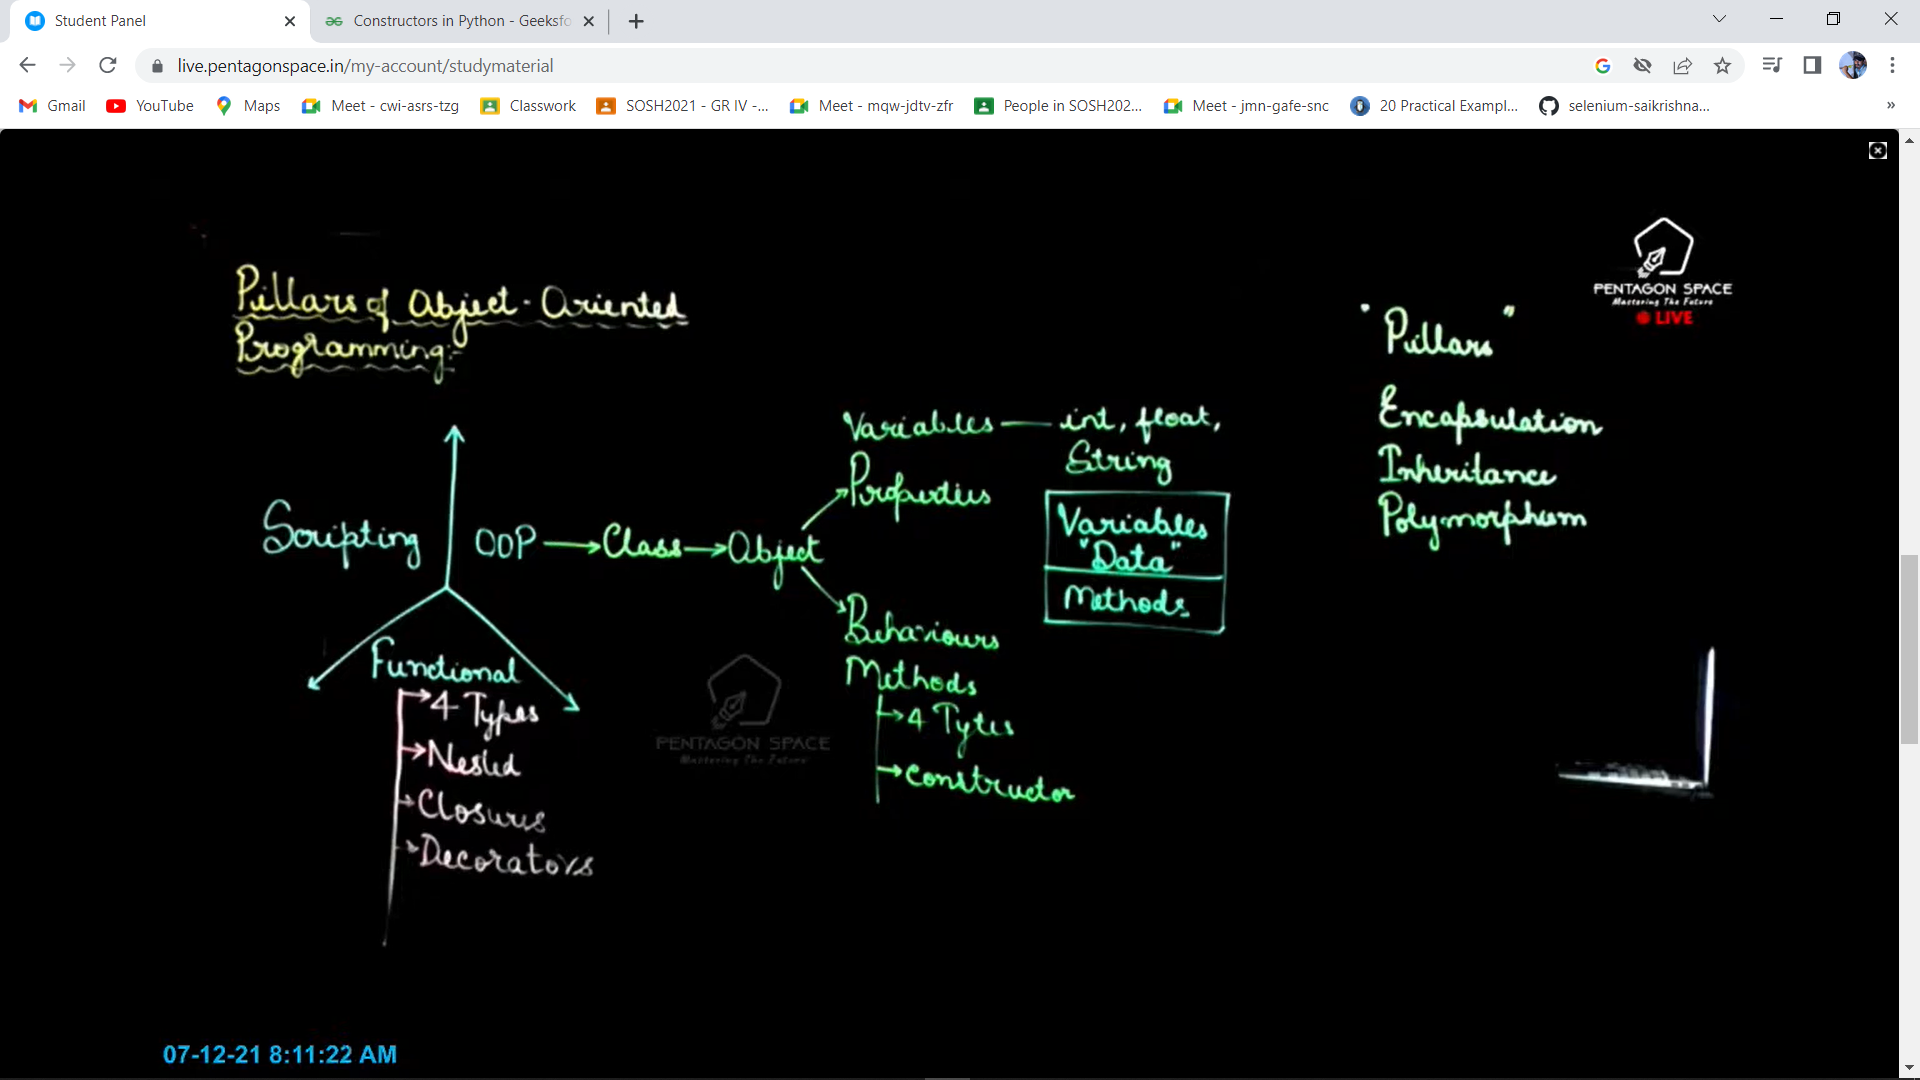 Student Panel
Constructors in Python - Geeksfo
live.pentagonspace.in/my-account/studymaterial
Gmail
YouTube
Maps
Meet - cwi-asrs-tzg
Classwork
SOSH2021 - GR IV -...
Meet - mqw-jdtv-zfr
People in SOSH202...
Meet - jmn-gafe-snc
20 Practical Exampl...
selenium-saikrishna...
»
PENTAGON SPACE
Mastering The Future
LIVE
Pillars of Object-Oriented
Programming:-
Scripting
OOP
Class
Object
Functional
4 Types
Nested
Closures
Decorators
Variables — int, float,
String
Properties
Variables
"Data"
Methods
Behaviours
Methods
4 Tytes
Constructor
"Pillars"
Encapsulation
Inheritance
Polymorphism
PENTAGON SPACE
Mastering The Future
07-12-21 8:11:22 AM